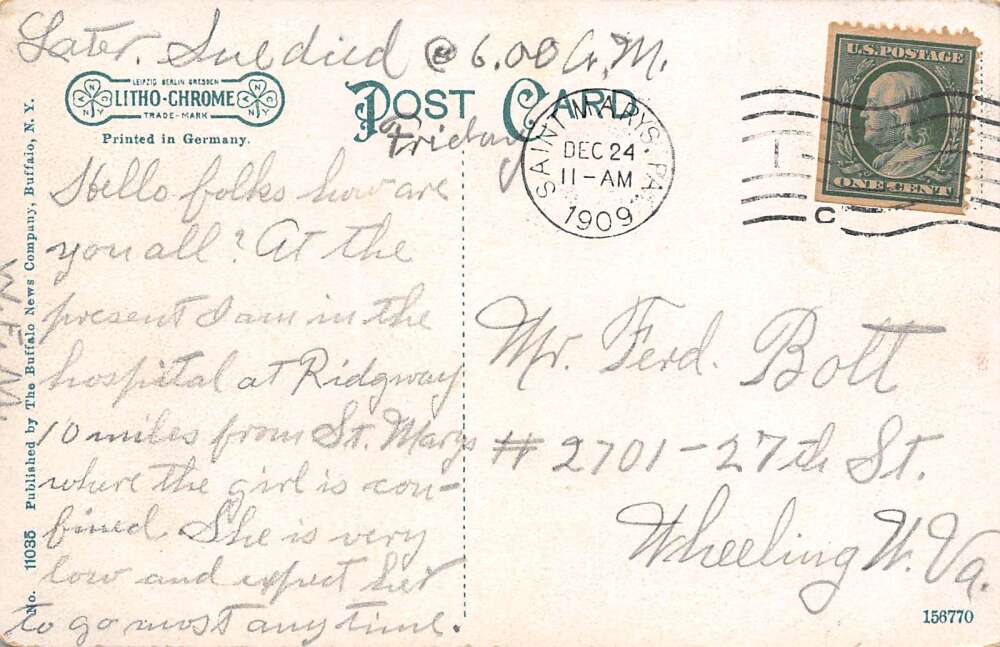 Later. Sue died @ 6.00 A.M.
on Friday
LEIPZIG BERLIN DRESDEN
LITHO-CHROME
TRADE-MARK
N Y C N
N Y C N
Printed in Germany.
POST CARD
SAINT MARYS. PA.
DEC 24
11-AM
1909
C
U.S. POSTAGE
ONE CENT
Hello folks how are
you all? At the
present I am in the
hospital at Ridgway
10 miles from St. Marys
where the girl is con-
fined. She is very
low and expect her
to go most any time.
W.F.M.
Mr. Ferd. Bolt
# 2701-27th St.
Wheeling W. Va.
No. 11035 Published by The Buffalo News Company, Buffalo, N. Y.
156770